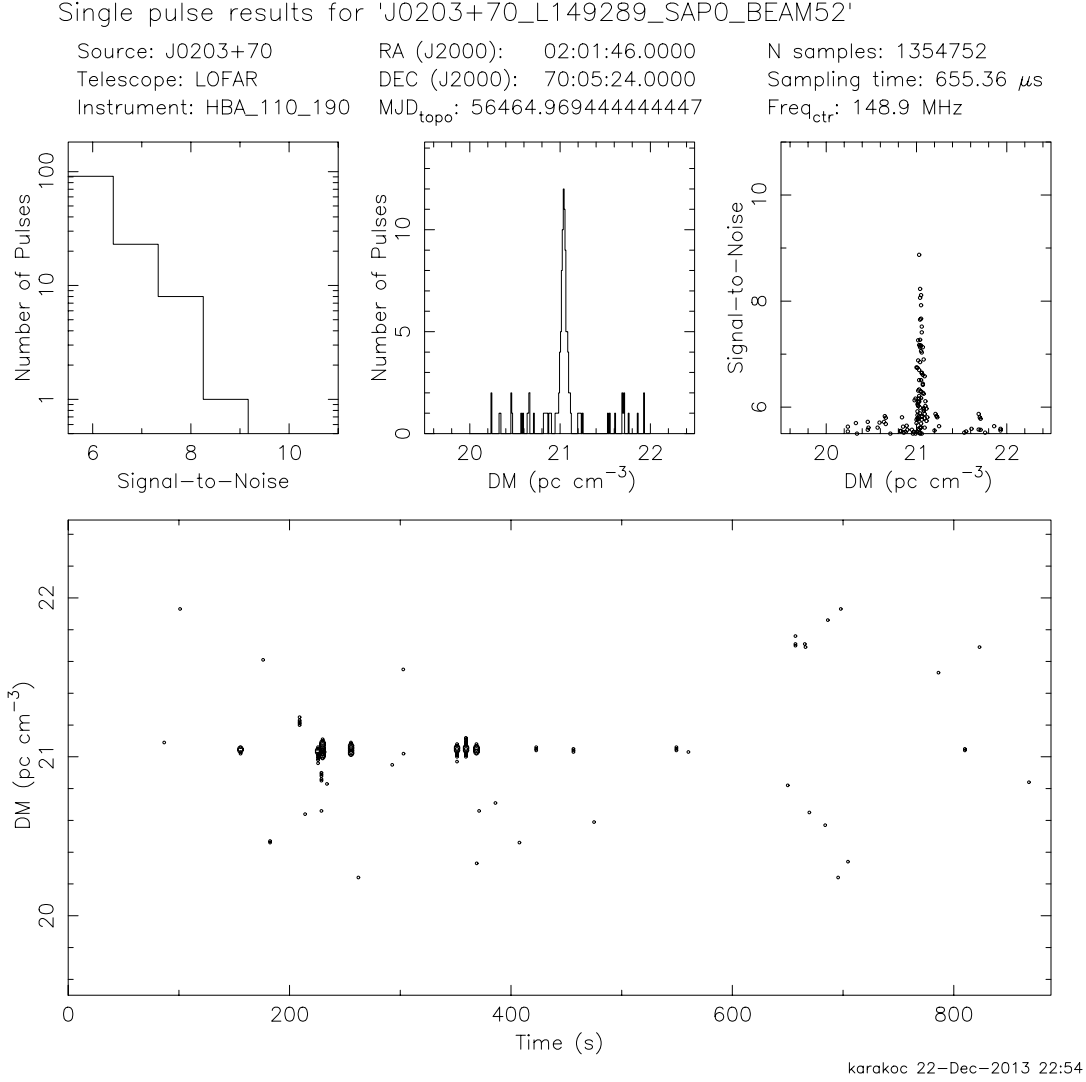 Single pulse results for 'J0203+70_L149289_SAP0_BEAM52'
Source: J0203+70
Telescope: LOFAR
Instrument: HBA_110_190
RA (J2000): 02:01:46.0000
DEC (J2000): 70:05:24.0000
MJDtopo: 56464.969444444447
N samples: 1354752
Sampling time: 655.36 μs
Freqctr: 148.9 MHz
Number of Pulses
100
10
1
6 8 10
Signal-to-Noise
Number of Pulses
10
5
0
20 21 22
DM (pc cm−3)
Signal-to-Noise
10
8
6
20 21 22
DM (pc cm−3)
DM (pc cm−3)
22
21
20
0 200 400 600 800
Time (s)
karakoc 22-Dec-2013 22:54